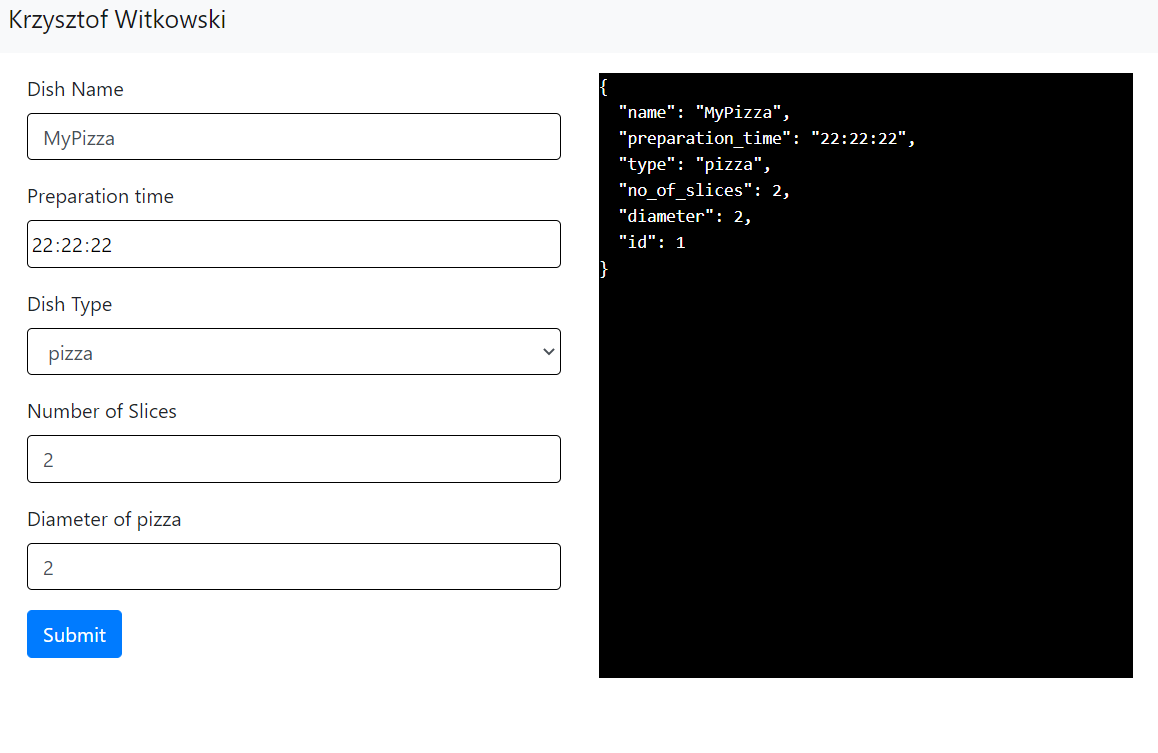 Krzysztof Witkowski
Dish Name
MyPizza
Preparation time
22:22:22
Dish Type
pizza
Number of Slices
2
Diameter of pizza
2
Submit
{
  "name": "MyPizza",
  "preparation_time": "22:22:22",
  "type": "pizza",
  "no_of_slices": 2,
  "diameter": 2,
  "id": 1
}